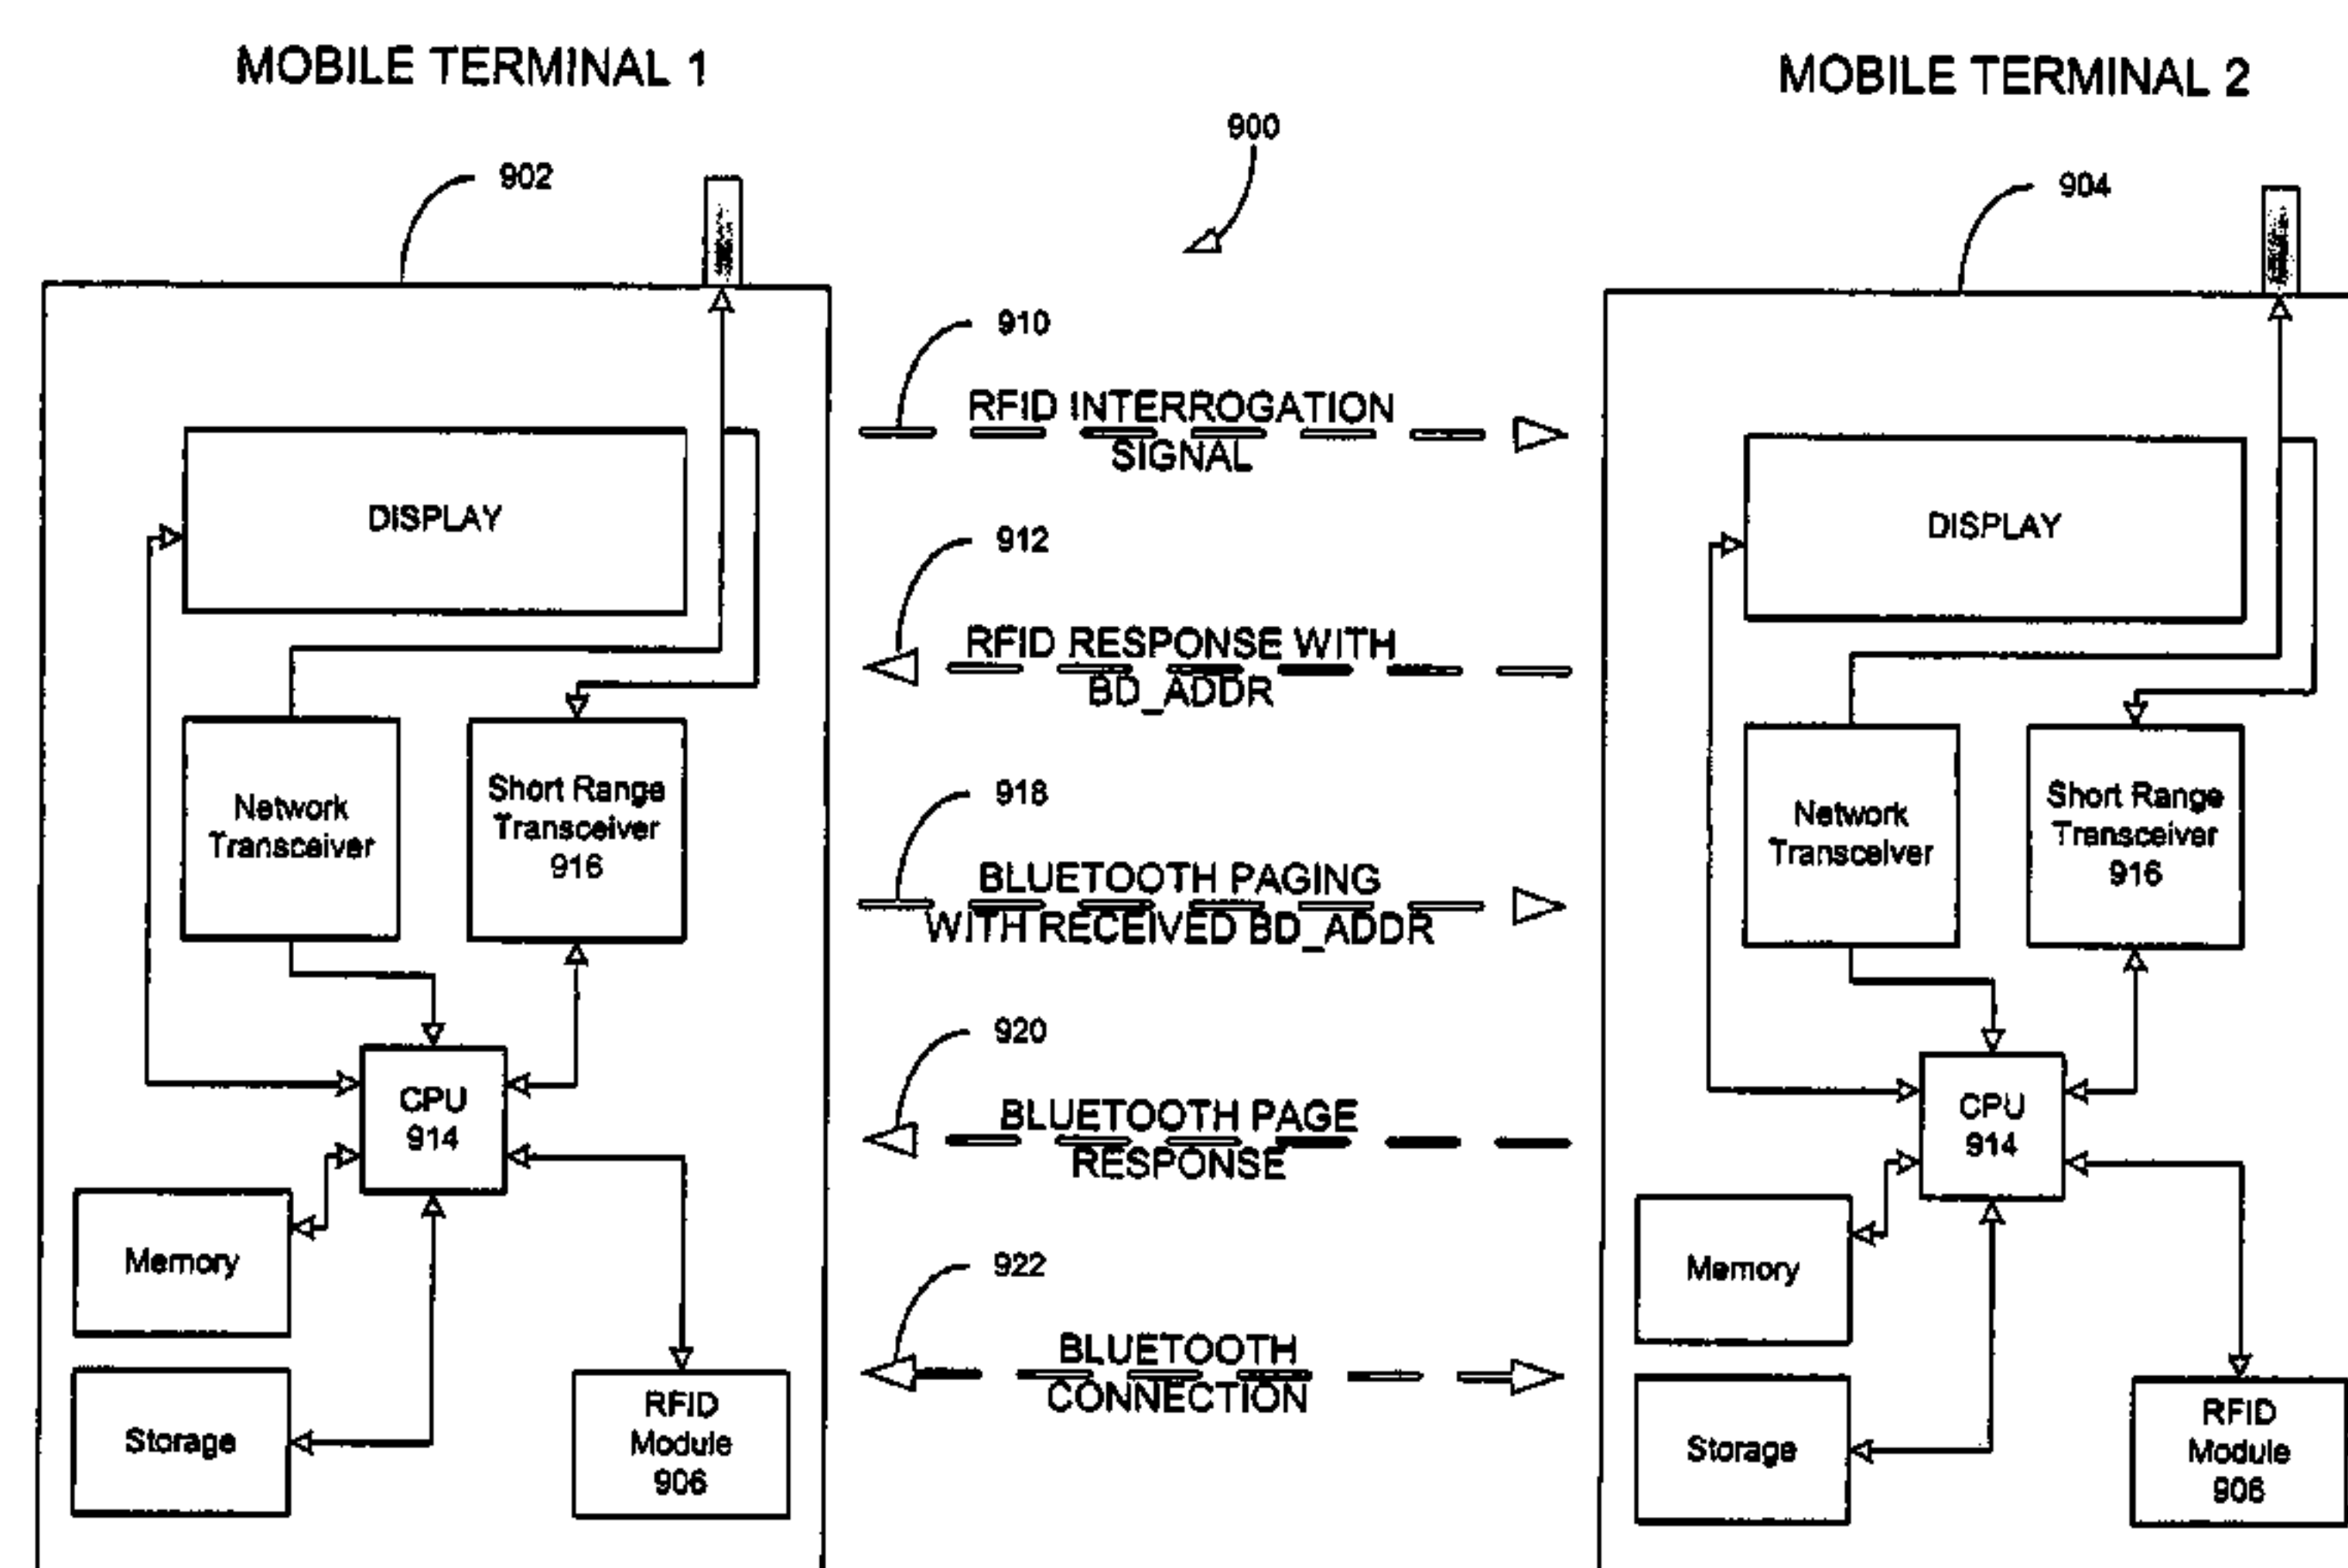 MOBILE TERMINAL 1
MOBILE TERMINAL 2
900
902
904
910
RFID INTERROGATION
SIGNAL
DISPLAY
DISPLAY
912
RFID RESPONSE WITH
BD_ADDR
Network
Transceiver
Short Range
Transceiver
916
918
BLUETOOTH PAGING
WITH RECEIVED BD_ADDR
Network
Transceiver
Short Range
Transceiver
916
920
BLUETOOTH PAGE
RESPONSE
CPU
914
CPU
914
Memory
Memory
922
BLUETOOTH
CONNECTION
Storage
RFID
Module
906
Storage
RFID
Module
908